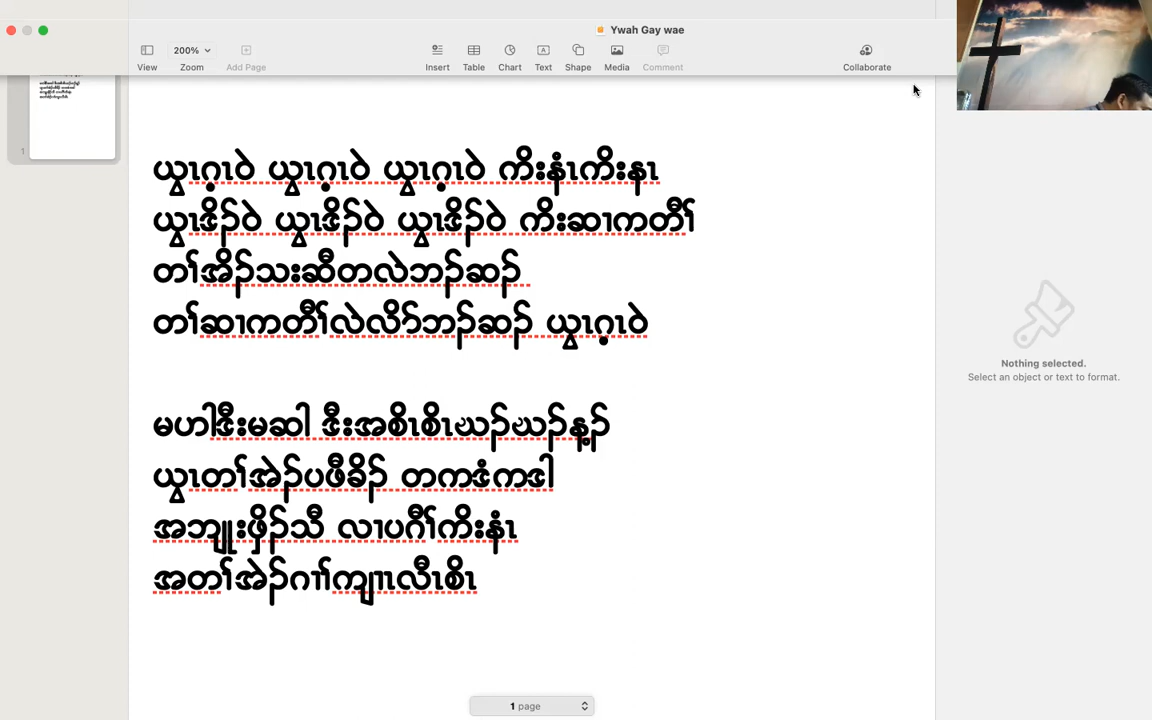 Ywah Gay wae
View
200%
Zoom
Add Page
Insert
Table
Chart
Text
Shape
Media
Comment
Collaborate
1
ယွၤဂ့ၤဝဲ ယွၤဂ့ၤဝဲ ယွၤဂ့ၤဝဲ ကိးနံၤကိးနၤ
ယွၤဒိၣ်ဝဲ ယွၤဒိၣ်ဝဲ ယွၤဒိၣ်ဝဲ ကိးဆၢကတီၢ်
တၢ်အိၣ်သးဆီတလဲဘၣ်ဆၣ်
တၢ်ဆၢကတီၢ်လဲလိာ်ဘၣ်ဆၣ် ယွၤဂ့ၤဝဲ
မဟါဒီးမဆါ ဒီးအစိၤစိၤဃၣ်ဃၣ်န့ၣ်
ယွၤတၢ်အဲၣ်ပဖီခိၣ် တကဒံကဒါ
အဘျုးဖှိၣ်သီ လၢပဂီၢ်ကိးနံၤ
အတၢ်အဲၣ်ဂၢၢ်ကျၢၤလီၤစိၤ
Nothing selected.
Select an object or text to format.
1 page